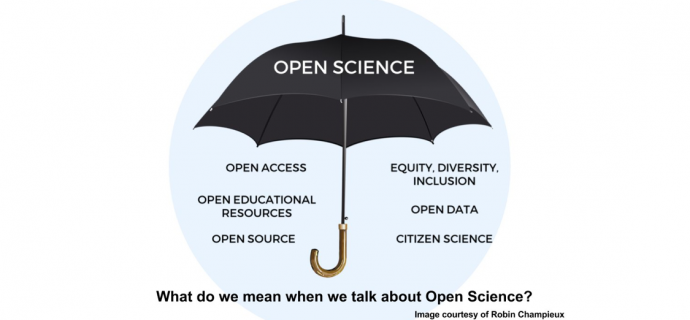 OPEN SCIENCE
OPEN ACCESS
OPEN EDUCATIONAL
RESOURCES
OPEN SOURCE
EQUITY, DIVERSITY,
INCLUSION
OPEN DATA
CITIZEN SCIENCE
What do we mean when we talk about Open Science?
Image courtesy of Robin Champieux